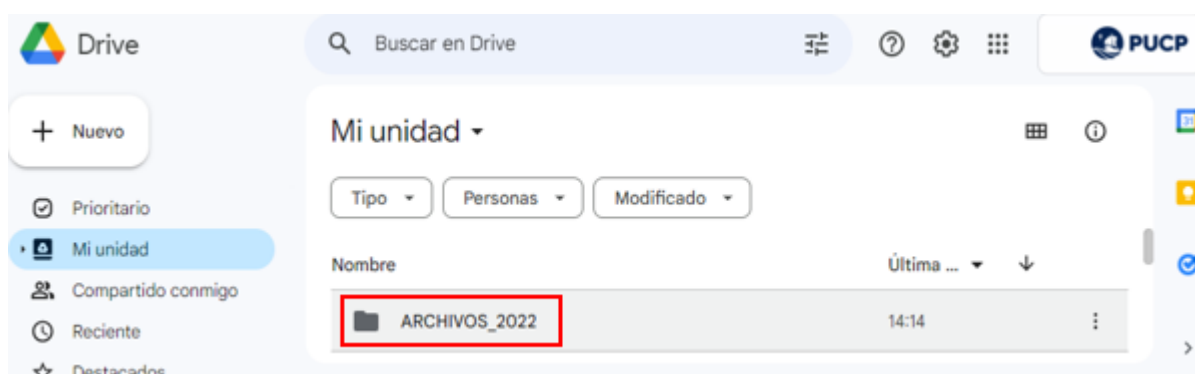 Drive
Buscar en Drive
PUCP
Nuevo
Mi unidad
Tipo
Personas
Modificado
Prioritario
Mi unidad
Compartido conmigo
Reciente
Destacados
Nombre
Última ...
ARCHIVOS_2022
14:14
31